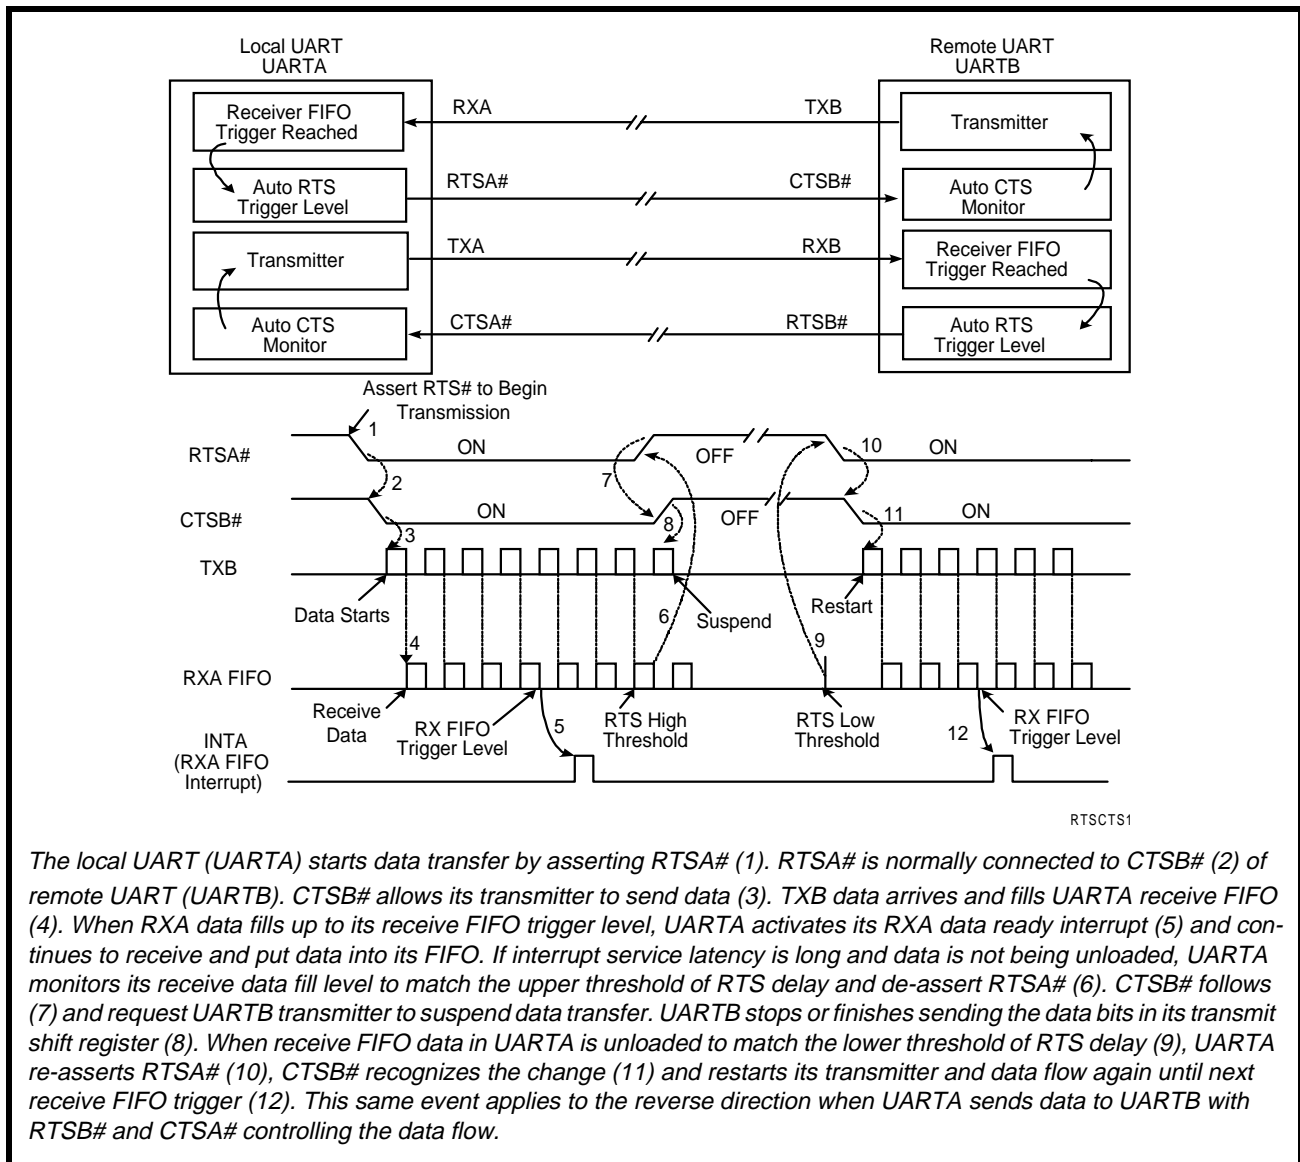 Local UART
UARTA
Remote UART
UARTB
Receiver FIFO
Trigger Reached
RXA
TXB
Transmitter
Auto RTS
Trigger Level
RTSA#
CTSB#
Auto CTS
Monitor
Transmitter
TXA
RXB
Receiver FIFO
Trigger Reached
Auto CTS
Monitor
CTSA#
RTSB#
Auto RTS
Trigger Level
Assert RTS# to Begin
Transmission
1
RTSA#
ON
OFF
10
ON
2
7
CTSB#
ON
8
OFF
11
ON
3
TXB
Data Starts
6
Suspend
Restart
4
9
RXA FIFO
Receive
Data
RX FIFO
Trigger Level
5
RTS High
Threshold
RTS Low
Threshold
12
RX FIFO
Trigger Level
INTA
(RXA FIFO
Interrupt)
RTSCTS1
The local UART (UARTA) starts data transfer by asserting RTSA# (1). RTSA# is normally connected to CTSB# (2) of
remote UART (UARTB). CTSB# allows its transmitter to send data (3). TXB data arrives and fills UARTA receive FIFO
(4). When RXA data fills up to its receive FIFO trigger level, UARTA activates its RXA data ready interrupt (5) and con-
tinues to receive and put data into its FIFO. If interrupt service latency is long and data is not being unloaded, UARTA
monitors its receive data fill level to match the upper threshold of RTS delay and de-assert RTSA# (6). CTSB# follows
(7) and request UARTB transmitter to suspend data transfer. UARTB stops or finishes sending the data bits in its transmit
shift register (8). When receive FIFO data in UARTA is unloaded to match the lower threshold of RTS delay (9), UARTA
re-asserts RTSA# (10), CTSB# recognizes the change (11) and restarts its transmitter and data flow again until next
receive FIFO trigger (12). This same event applies to the reverse direction when UARTA sends data to UARTB with
RTSB# and CTSA# controlling the data flow.